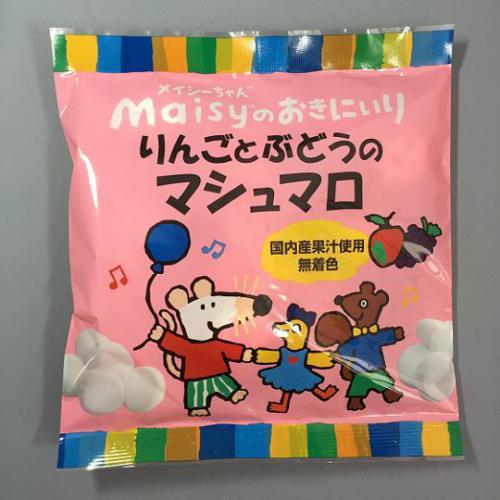 メイシーちゃん
Maisyのおきにいり
りんごとぶどうの
マシュマロ
国内産果汁使用
無着色